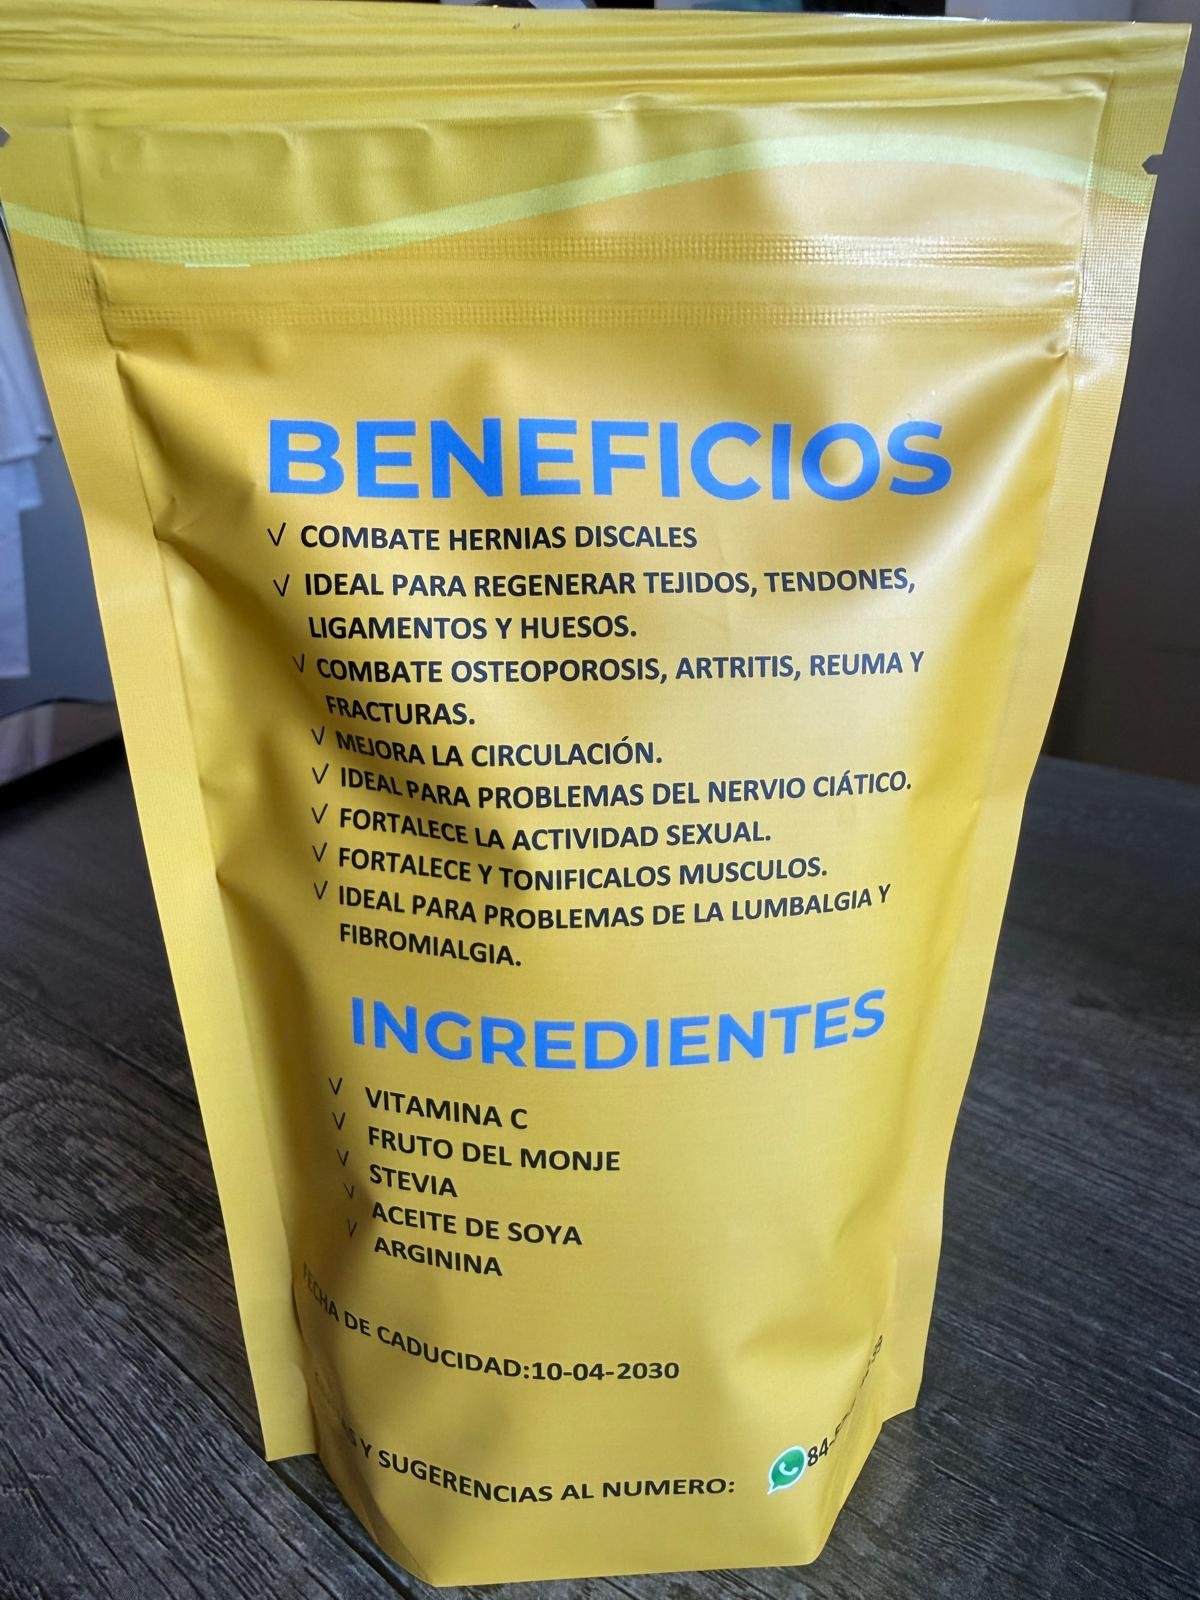 BENEFICIOS
√ COMBATE HERNIAS DISCALES
√ IDEAL PARA REGENERAR TEJIDOS, TENDONES,
LIGAMENTOS Y HUESOS.
√ COMBATE OSTEOPOROSIS, ARTRITIS, REUMA Y
FRACTURAS.
√ MEJORA LA CIRCULACIÓN.
√ IDEAL PARA PROBLEMAS DEL NERVIO CIÁTICO.
√ FORTALECE LA ACTIVIDAD SEXUAL.
√ FORTALECE Y TONIFICALOS MUSCULOS.
√ IDEAL PARA PROBLEMAS DE LA LUMBALGIA Y
FIBROMIALGIA.
INGREDIENTES
√ VITAMINA C
√ FRUTO DEL MONJE
√ STEVIA
√ ACEITE DE SOYA
√ ARGININA
FECHA DE CADUCIDAD:10-04-2030
Y SUGERENCIAS AL NUMERO: